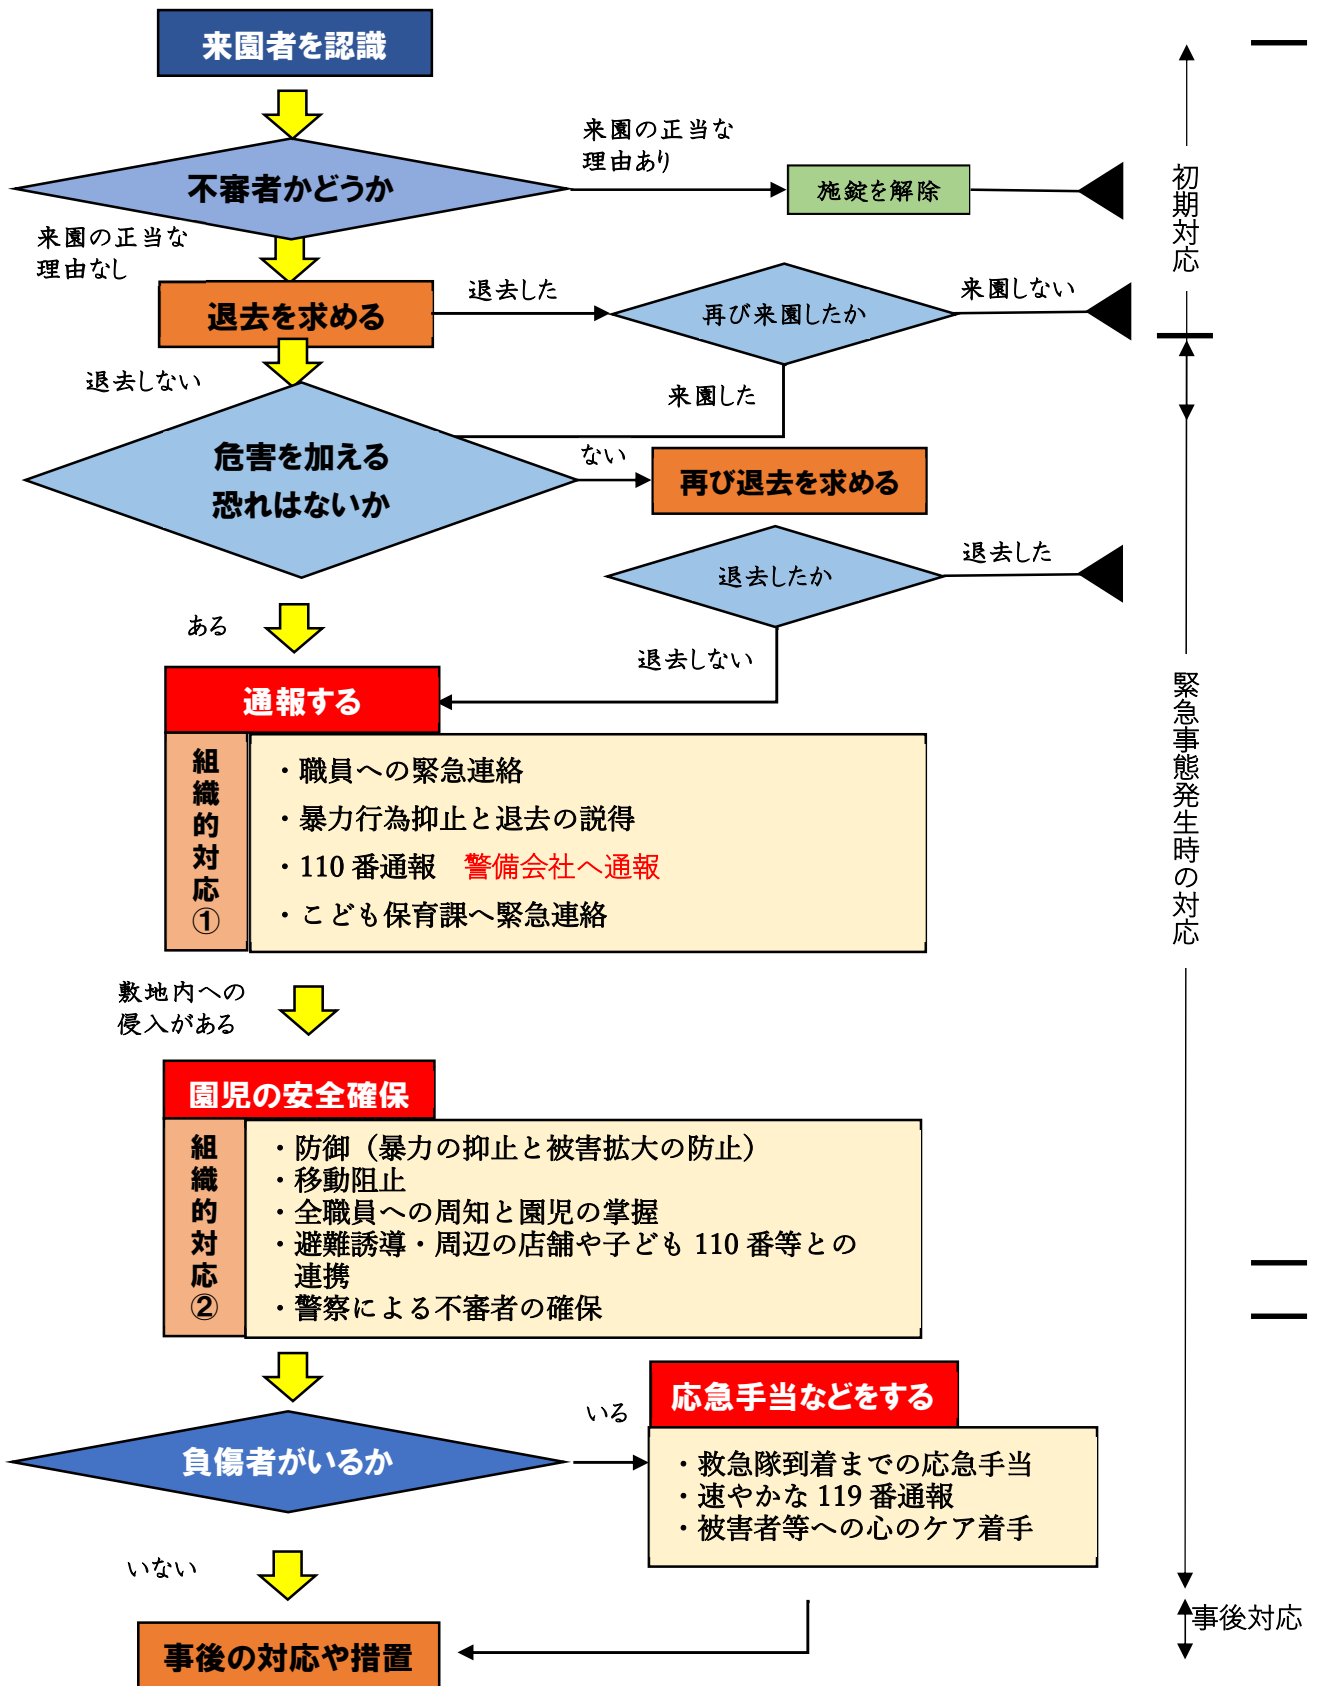 来園者を認識
来園の正当な
理由あり
不審者かどうか
施錠を解除
初期対応
来園の正当な
理由なし
退去を求める
退去した
再び来園したか
来園しない
退去しない
来園した
危害を加える
恐れはないか
ない
再び退去を求める
退去したか
退去した
ある
退去しない
通報する
組織的対応①
・職員への緊急連絡
・暴力行為抑止と退去の説得
・110 番通報　警備会社へ通報
・こども保育課へ緊急連絡
緊急事態発生時の対応
敷地内への
侵入がある
園児の安全確保
組織的対応②
・防御（暴力の抑止と被害拡大の防止）
・移動阻止
・全職員への周知と園児の掌握
・避難誘導・周辺の店舗や子ども 110 番等との
連携
・警察による不審者の確保
負傷者がいるか
いる
応急手当などをする
・救急隊到着までの応急手当
・速やかな 119 番通報
・被害者等への心のケア着手
いない
事後の対応や措置
事後対応